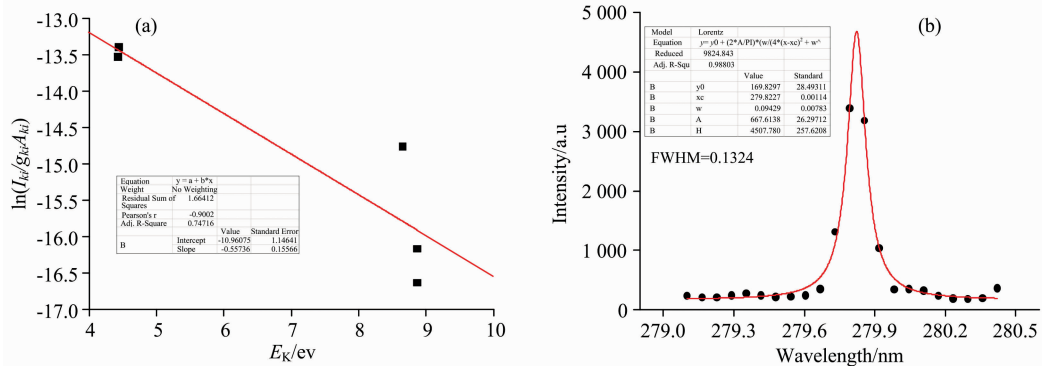 (a)
-13.0
-13.5
-14.0
-14.5
-15.0
-15.5
-16.0
-16.5
-17.0
ln(I_ki/g_ki A_ki)
4 5 6 7 8 9 10
E_K/ev
Equation y = a + b*x
Weight No Weighting
Residual Sum of Squares 1.66412
Pearson's r -0.9002
Adj. R-Square 0.74716
Value Standard Error
B Intercept -10.96075 1.14641
Slope -0.55736 0.15566
(b)
5 000
4 000
3 000
2 000
1 000
0
Intensity/a.u
279.0 279.3 279.6 279.9 280.2 280.5
Wavelength/nm
Model Lorentz
Equation y= y0 + (2*A/PI)*(w/(4*(x-xc)^2 + w^
Reduced 9824.843
Adj. R-Squ 0.98803
Value Standard
B y0 169.8297 28.49311
B xc 279.8227 0.00114
B w 0.09429 0.00783
B A 667.6138 26.29712
B H 4507.780 257.6208
FWHM=0.1324